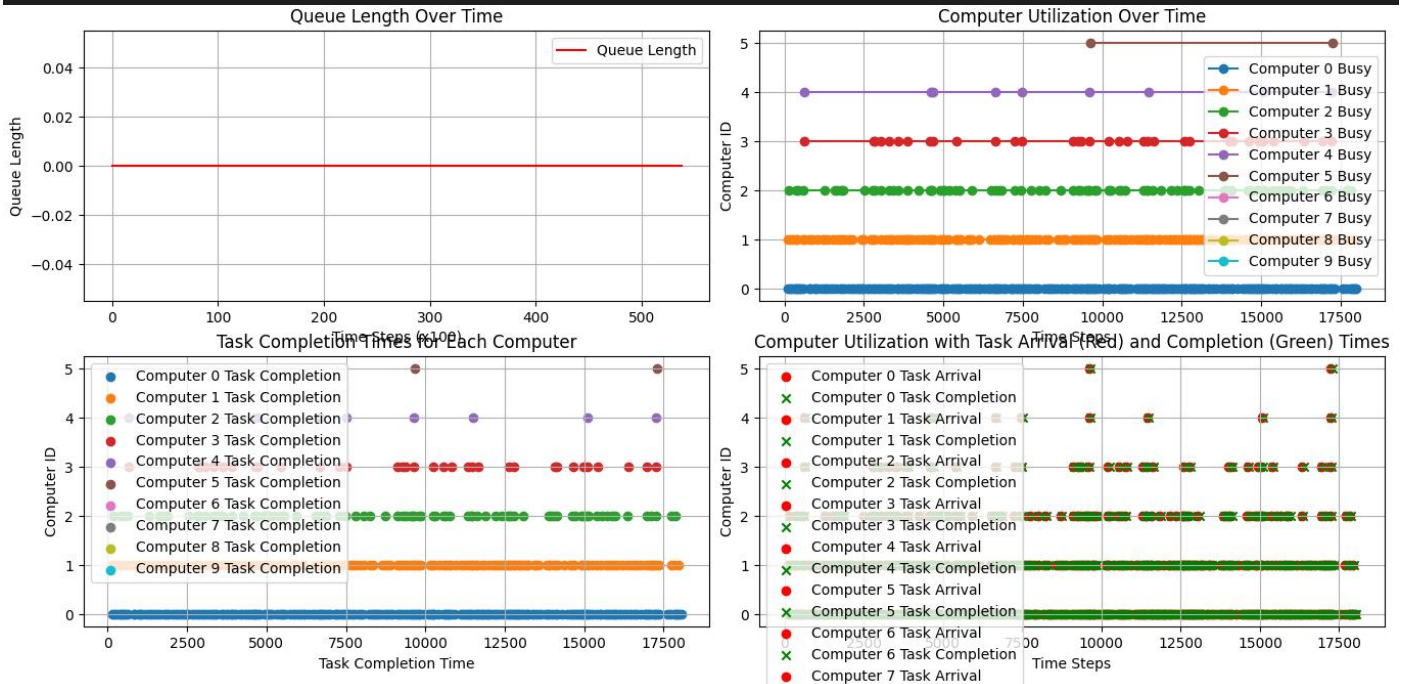 Queue Length Over Time
Queue Length
0.04
0.02
0.00
−0.02
−0.04
Queue Length
0
100
200
300
400
500
Time Steps (x100)
Computer Utilization Over Time
Computer 0 Busy
Computer 1 Busy
Computer 2 Busy
Computer 3 Busy
Computer 4 Busy
Computer 5 Busy
Computer 6 Busy
Computer 7 Busy
Computer 8 Busy
Computer 9 Busy
5
4
3
2
1
0
Computer ID
0
2500
5000
7500
10000
12500
15000
17500
Time Steps
Task Completion Times for Each Computer
Computer 0 Task Completion
Computer 1 Task Completion
Computer 2 Task Completion
Computer 3 Task Completion
Computer 4 Task Completion
Computer 5 Task Completion
Computer 6 Task Completion
Computer 7 Task Completion
Computer 8 Task Completion
Computer 9 Task Completion
5
4
3
2
1
0
Computer ID
0
2500
5000
7500
10000
12500
15000
17500
Task Completion Time
Computer Utilization with Task Arrival (Red) and Completion (Green) Times
Computer 0 Task Arrival
Computer 0 Task Completion
Computer 1 Task Arrival
Computer 1 Task Completion
Computer 2 Task Arrival
Computer 2 Task Completion
Computer 3 Task Arrival
Computer 3 Task Completion
Computer 4 Task Arrival
Computer 4 Task Completion
Computer 5 Task Arrival
Computer 5 Task Completion
Computer 6 Task Arrival
Computer 6 Task Completion
Computer 7 Task Arrival
5
4
3
2
1
0
Computer ID
0
2500
5000
7500
10000
12500
15000
17500
Time Steps